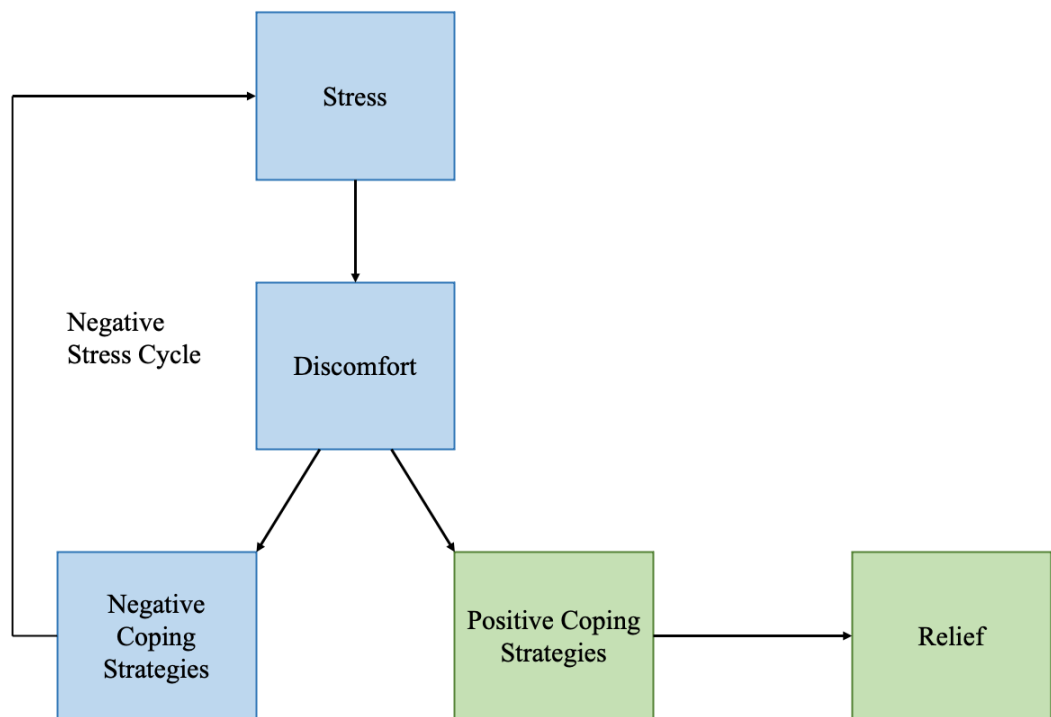 Stress
Negative
Stress Cycle
Discomfort
Negative
Coping
Strategies
Positive Coping
Strategies
Relief